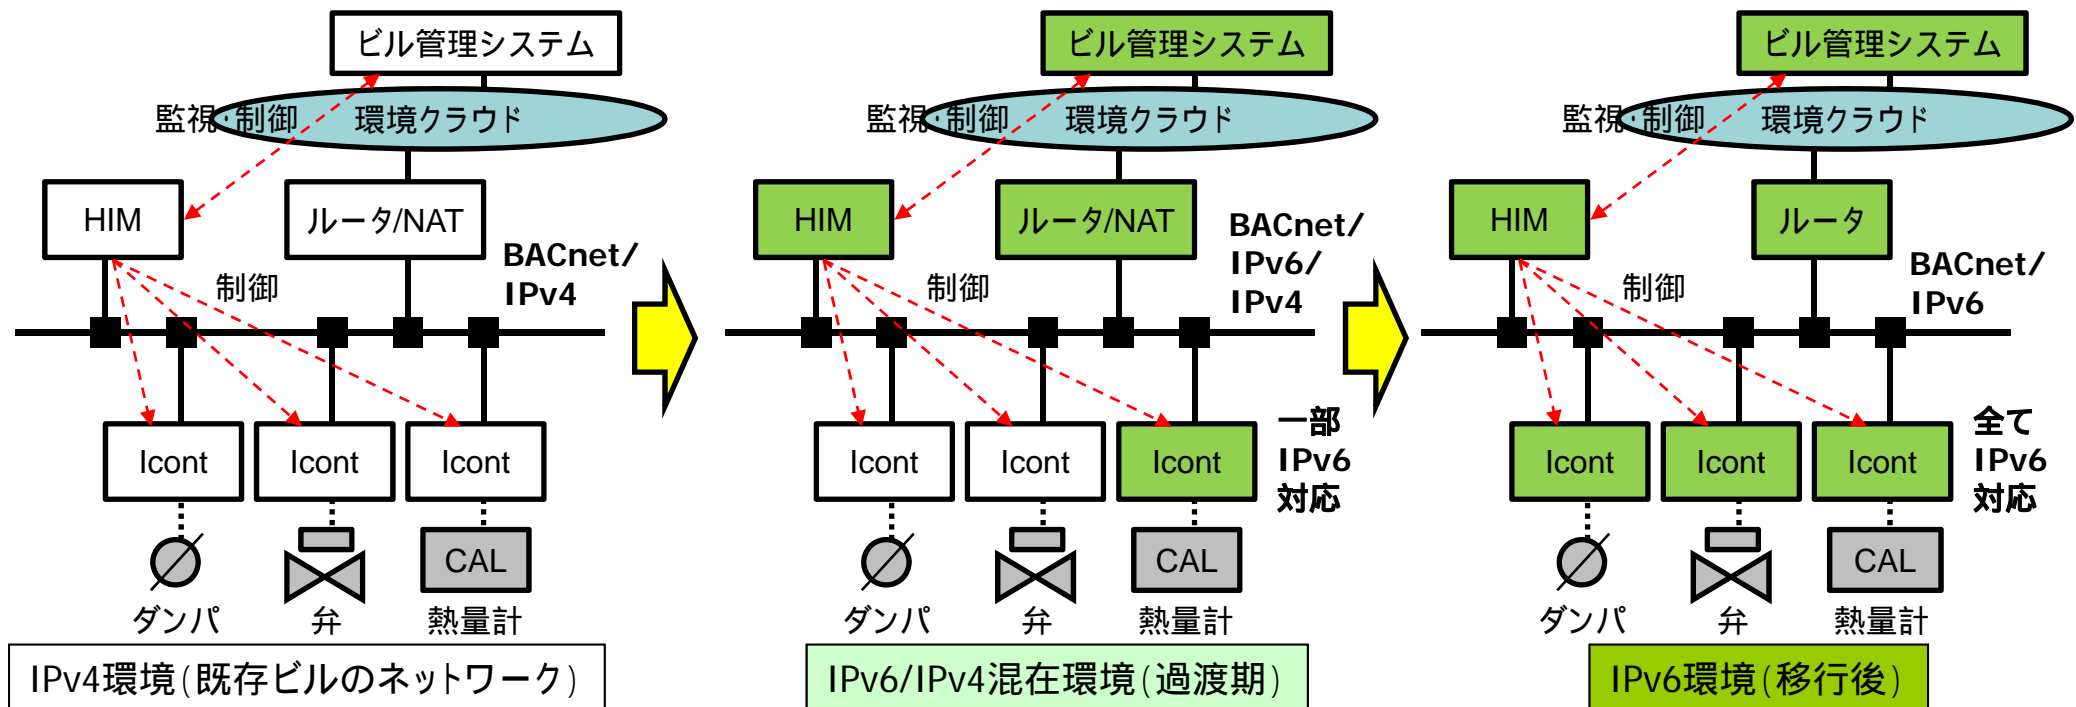 ビル管理システム
監視・制御
環境クラウド
HIM
ルータ/NAT
BACnet/
IPv4
制御
Icont
Icont
Icont
CAL
ダンパ
弁
熱量計
IPv4環境(既存ビルのネットワーク)
ビル管理システム
監視・制御
環境クラウド
HIM
ルータ/NAT
BACnet/
IPv6/
IPv4
制御
Icont
Icont
Icont
一部
IPv6
対応
CAL
ダンパ
弁
熱量計
IPv6/IPv4混在環境(過渡期)
ビル管理システム
監視・制御
環境クラウド
HIM
ルータ
BACnet/
IPv6
制御
Icont
Icont
Icont
全て
IPv6
対応
CAL
ダンパ
弁
熱量計
IPv6環境(移行後)